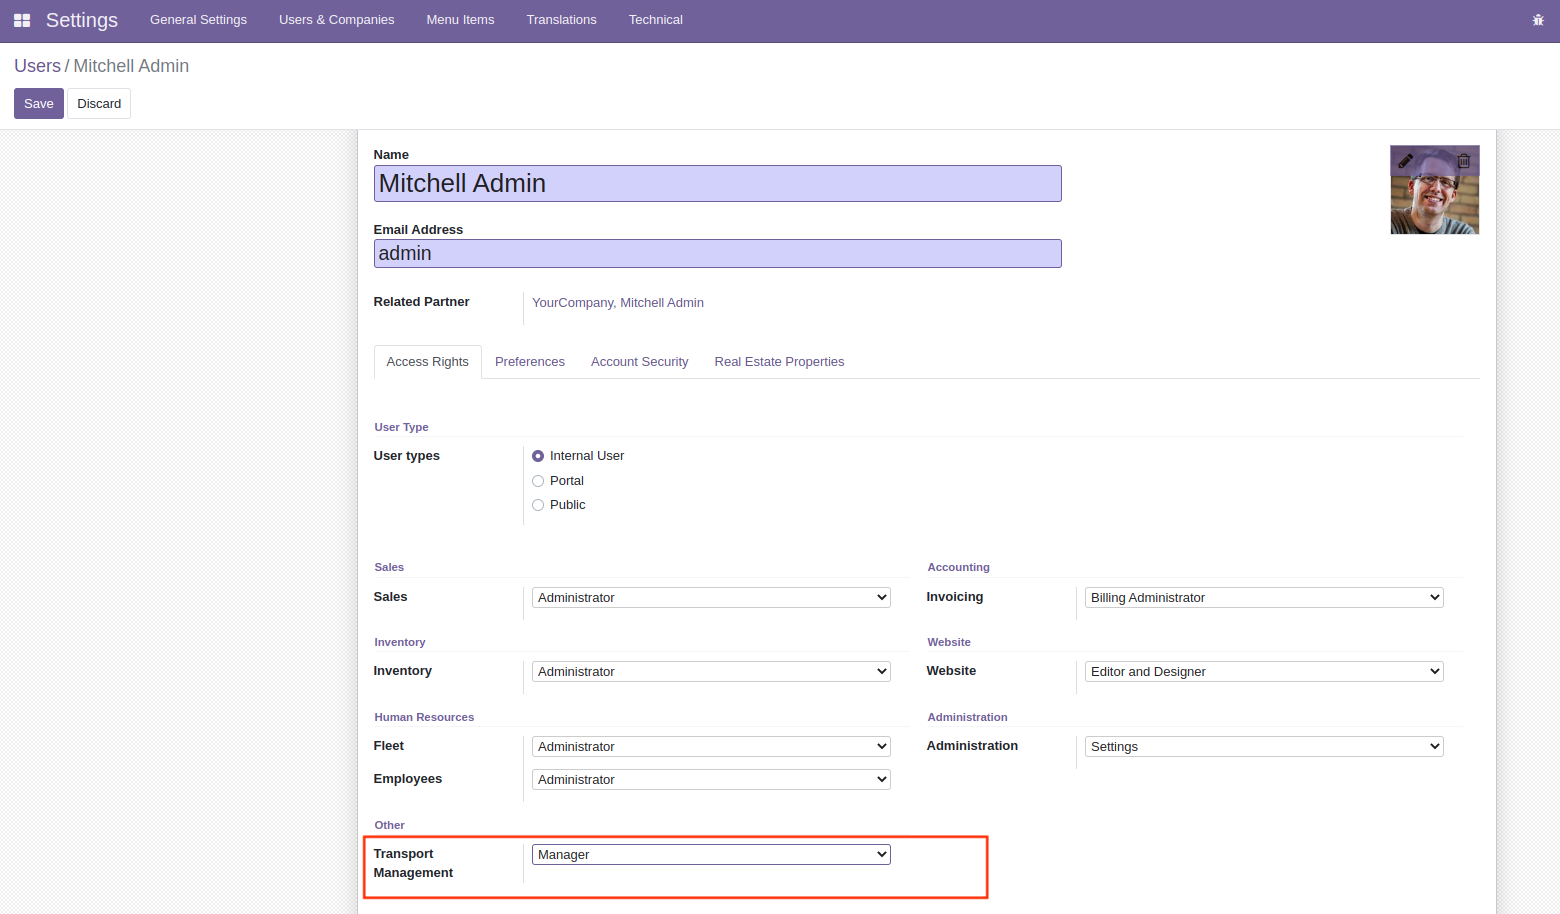 Settings General Settings Users & Companies Menu Items Translations Technical
Users / Mitchell Admin
Save Discard
Name
Mitchell Admin
Email Address
admin
Related Partner YourCompany, Mitchell Admin
Access Rights Preferences Account Security Real Estate Properties
User Type
User types Internal User
Portal
Public
Sales Accounting
Sales Administrator Invoicing Billing Administrator
Inventory Website
Inventory Administrator Website Editor and Designer
Human Resources Administration
Fleet Administrator Administration Settings
Employees Administrator
Other
Transport Manager
Management